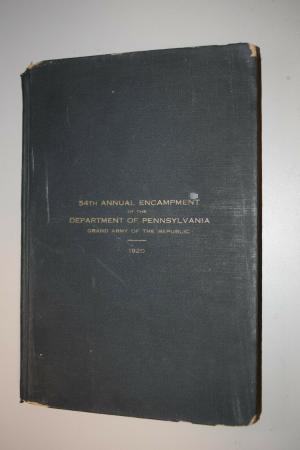 54TH ANNUAL ENCAMPMENT
OF THE
DEPARTMENT OF PENNSYLVANIA
GRAND ARMY OF THE REPUBLIC
1920